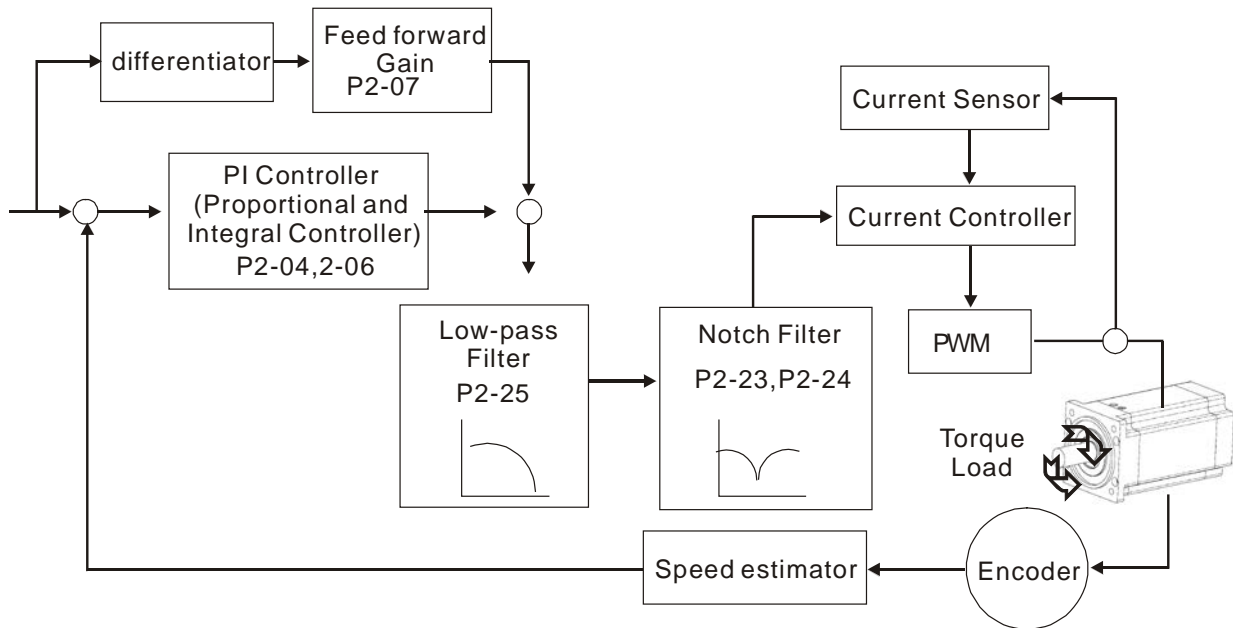 differentiator
Feed forward
Gain
P2-07
PI Controller
(Proportional and
Integral Controller)
P2-04,2-06
Low-pass
Filter
P2-25
Notch Filter
P2-23,P2-24
Current Sensor
Current Controller
PWM
Torque
Load
Encoder
Speed estimator